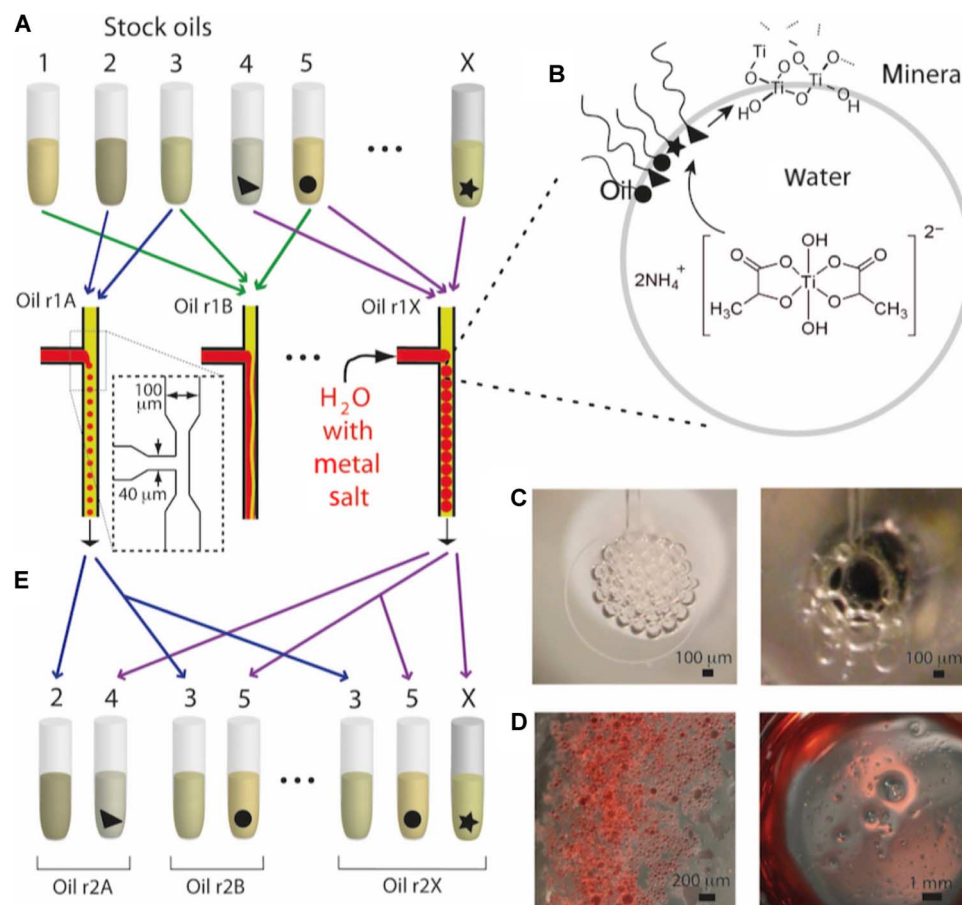 A
Stock oils
1 2 3 4 5 X
B
Ti
O
O
O
Ti
Ti
O
O
HO
OH
Minera
Oil
Water
OH
2–
2NH4+
O
O
O
Ti
O
O
O
H3C
CH3
OH
Oil r1A
Oil r1B
Oil r1X
100
μm
40 μm
H2O
with
metal
salt
C
100 μm
100 μm
E
2 4 3 5 3 5 X
D
200 μm
1 mm
Oil r2A
Oil r2B
Oil r2X